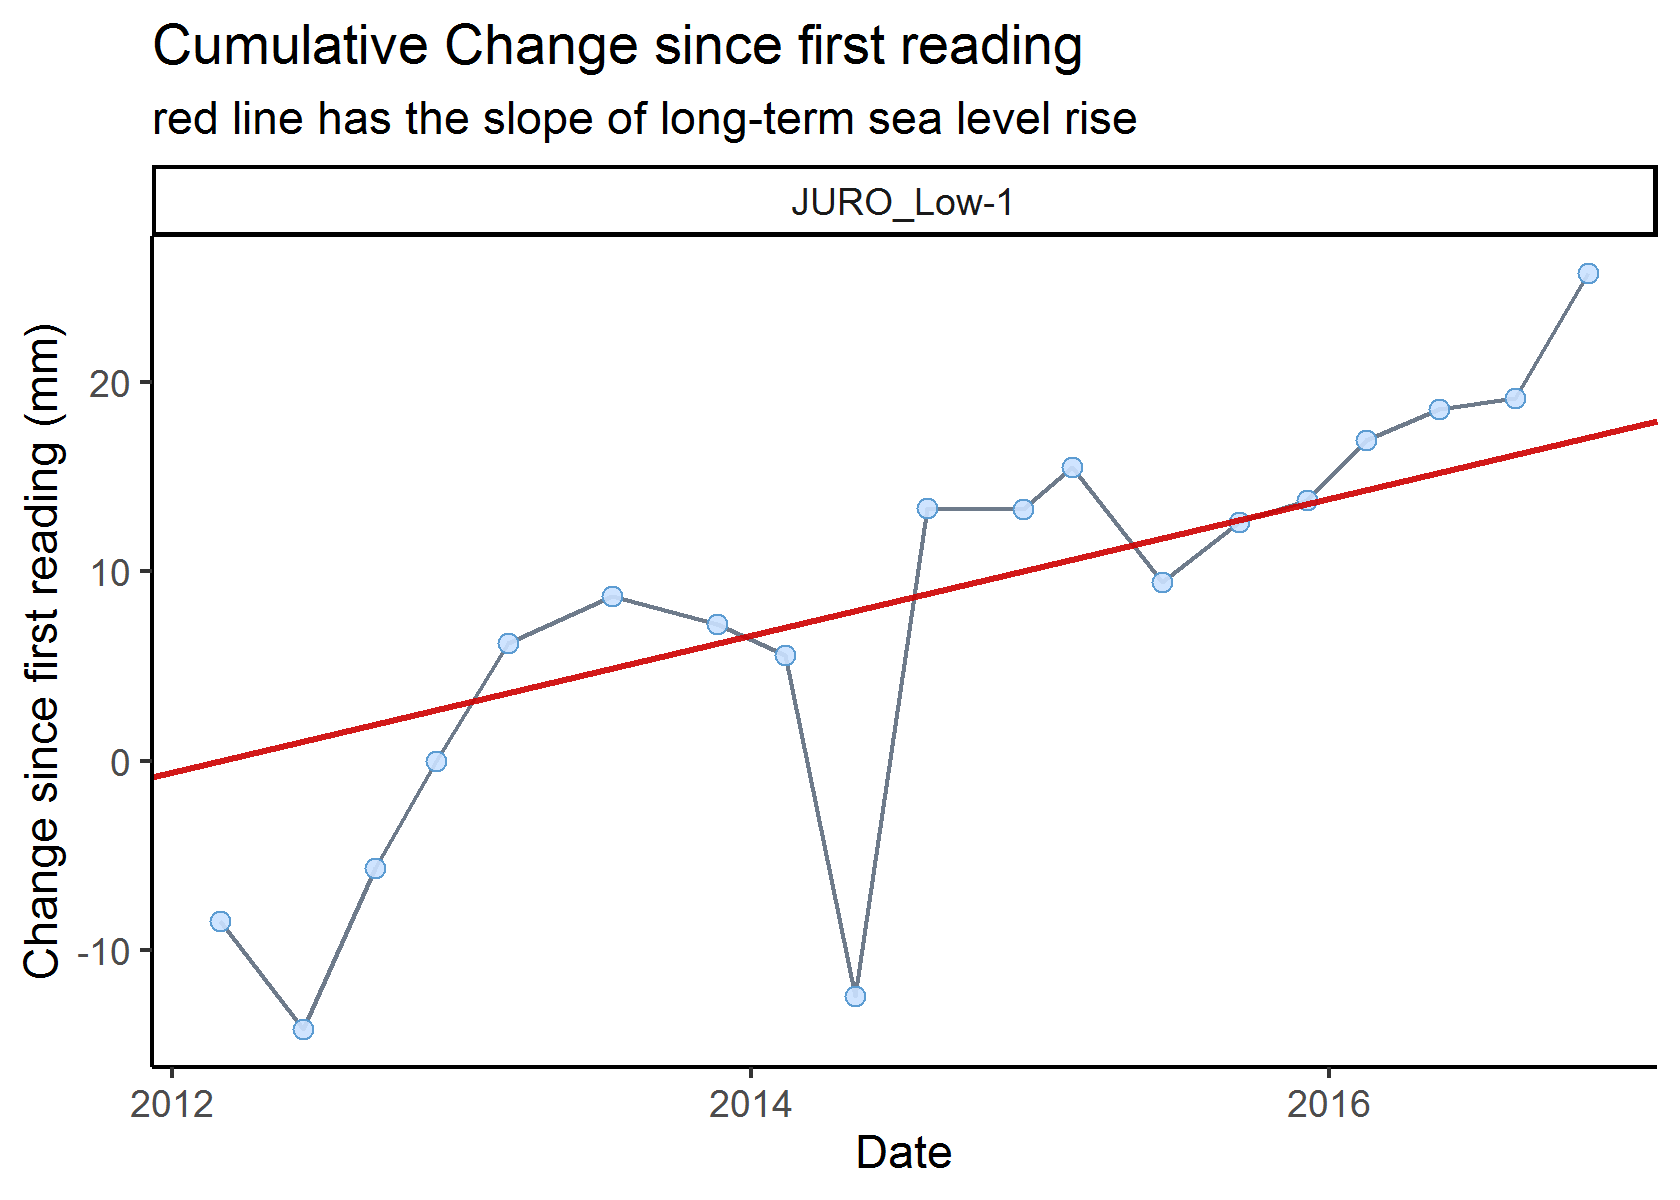 Cumulative Change since first reading
red line has the slope of long-term sea level rise
JURO_Low-1
Change since first reading (mm)
20
10
0
-10
2012
2014
2016
Date